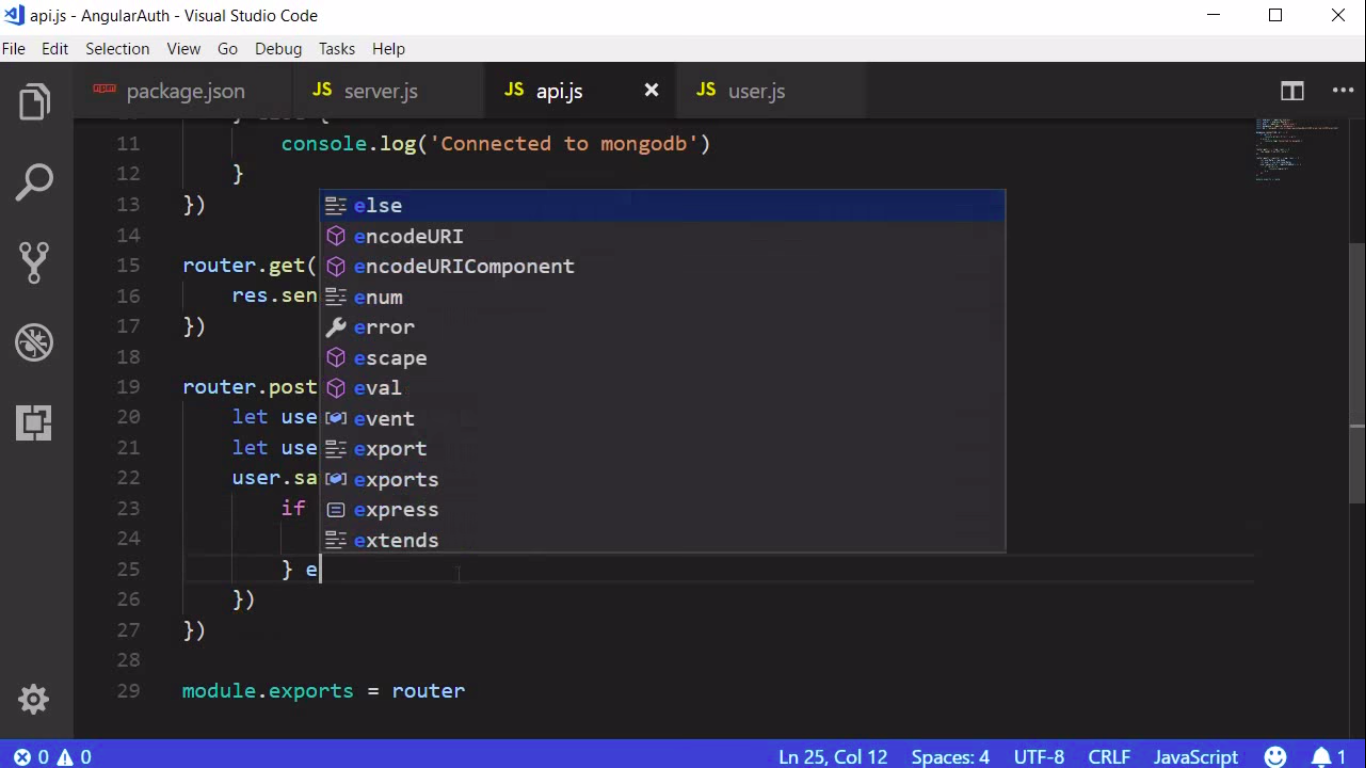 api.js - AngularAuth - Visual Studio Code
File Edit Selection View Go Debug Tasks Help
npm package.json JS server.js JS api.js JS user.js
11 console.log('Connected to mongodb')
12 }
13 })
14
15 router.get(
16 res.sen
17 })
18
19 router.post
20 let use
21 let use
22 user.sa
23 if
24
25 } e
26 })
27 })
28
29 module.exports = router
else
encodeURI
encodeURIComponent
enum
error
escape
eval
event
export
exports
express
extends
0 0 Ln 25, Col 12 Spaces: 4 UTF-8 CRLF JavaScript 1